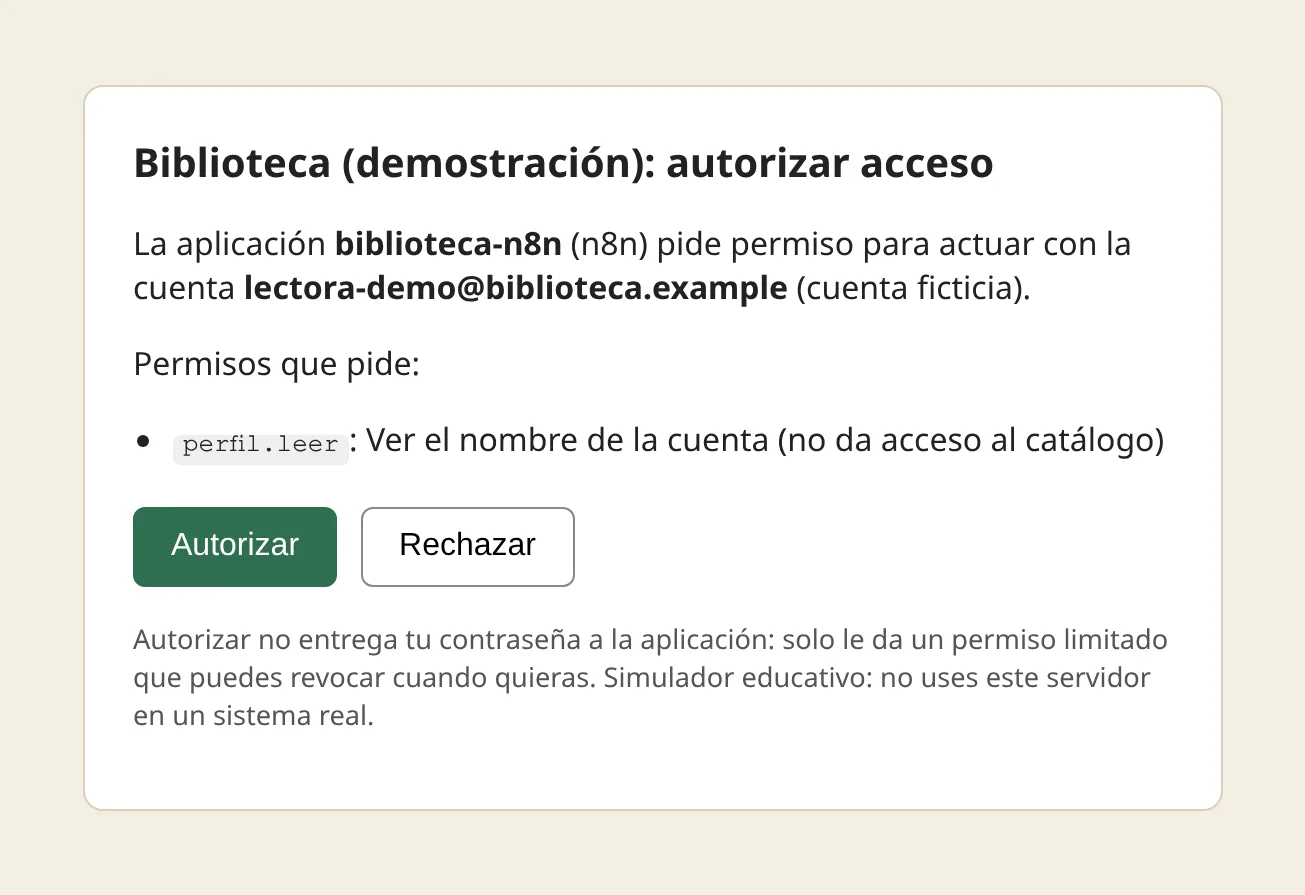 Biblioteca (demostración): autorizar acceso
La aplicación biblioteca-n8n (n8n) pide permiso para actuar con la
cuenta lectora-demo@biblioteca.example (cuenta ficticia).
Permisos que pide:
• perfil.leer: Ver el nombre de la cuenta (no da acceso al catálogo)
Autorizar Rechazar
Autorizar no entrega tu contraseña a la aplicación: solo le da un permiso limitado
que puedes revocar cuando quieras. Simulador educativo: no uses este servidor
en un sistema real.